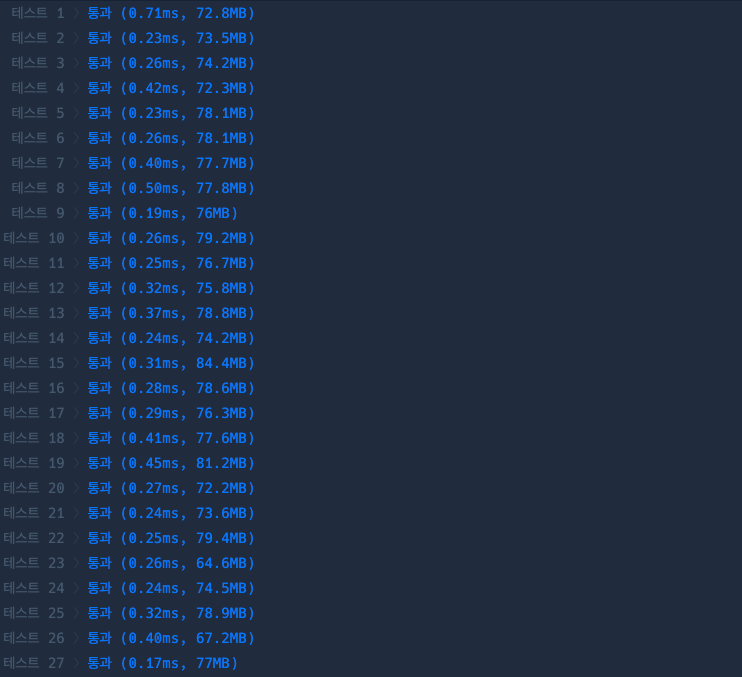 테스트 1 > 통과 (0.71ms, 72.8MB)
테스트 2 > 통과 (0.23ms, 73.5MB)
테스트 3 > 통과 (0.26ms, 74.2MB)
테스트 4 > 통과 (0.42ms, 72.3MB)
테스트 5 > 통과 (0.23ms, 78.1MB)
테스트 6 > 통과 (0.26ms, 78.1MB)
테스트 7 > 통과 (0.40ms, 77.7MB)
테스트 8 > 통과 (0.50ms, 77.8MB)
테스트 9 > 통과 (0.19ms, 76MB)
테스트 10 > 통과 (0.26ms, 79.2MB)
테스트 11 > 통과 (0.25ms, 76.7MB)
테스트 12 > 통과 (0.32ms, 75.8MB)
테스트 13 > 통과 (0.37ms, 78.8MB)
테스트 14 > 통과 (0.24ms, 74.2MB)
테스트 15 > 통과 (0.31ms, 84.4MB)
테스트 16 > 통과 (0.28ms, 78.6MB)
테스트 17 > 통과 (0.29ms, 76.3MB)
테스트 18 > 통과 (0.41ms, 77.6MB)
테스트 19 > 통과 (0.45ms, 81.2MB)
테스트 20 > 통과 (0.27ms, 72.2MB)
테스트 21 > 통과 (0.24ms, 73.6MB)
테스트 22 > 통과 (0.25ms, 79.4MB)
테스트 23 > 통과 (0.26ms, 64.6MB)
테스트 24 > 통과 (0.24ms, 74.5MB)
테스트 25 > 통과 (0.32ms, 78.9MB)
테스트 26 > 통과 (0.40ms, 67.2MB)
테스트 27 > 통과 (0.17ms, 77MB)